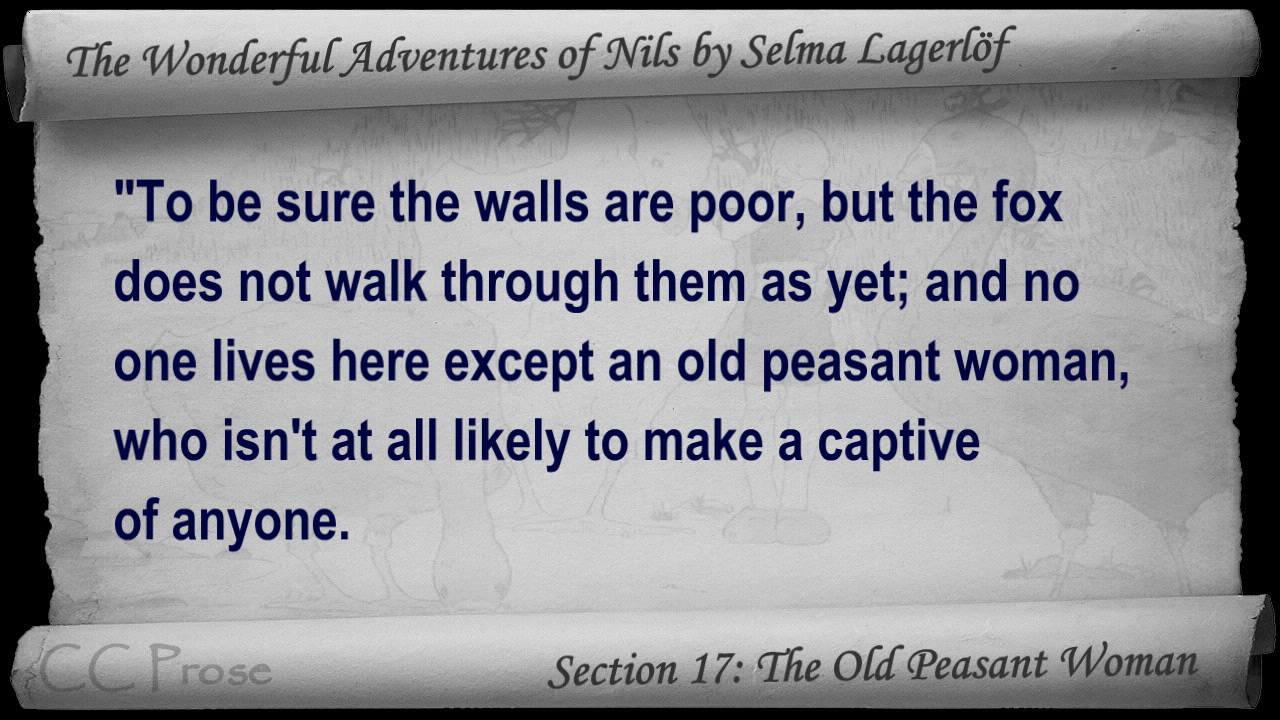 The Wonderful Adventures of Nils by Selma Lagerlöf
"To be sure the walls are poor, but the fox
does not walk through them as yet; and no
one lives here except an old peasant woman,
who isn't at all likely to make a captive
of anyone.
CC Prose
Section 17: The Old Peasant Woman